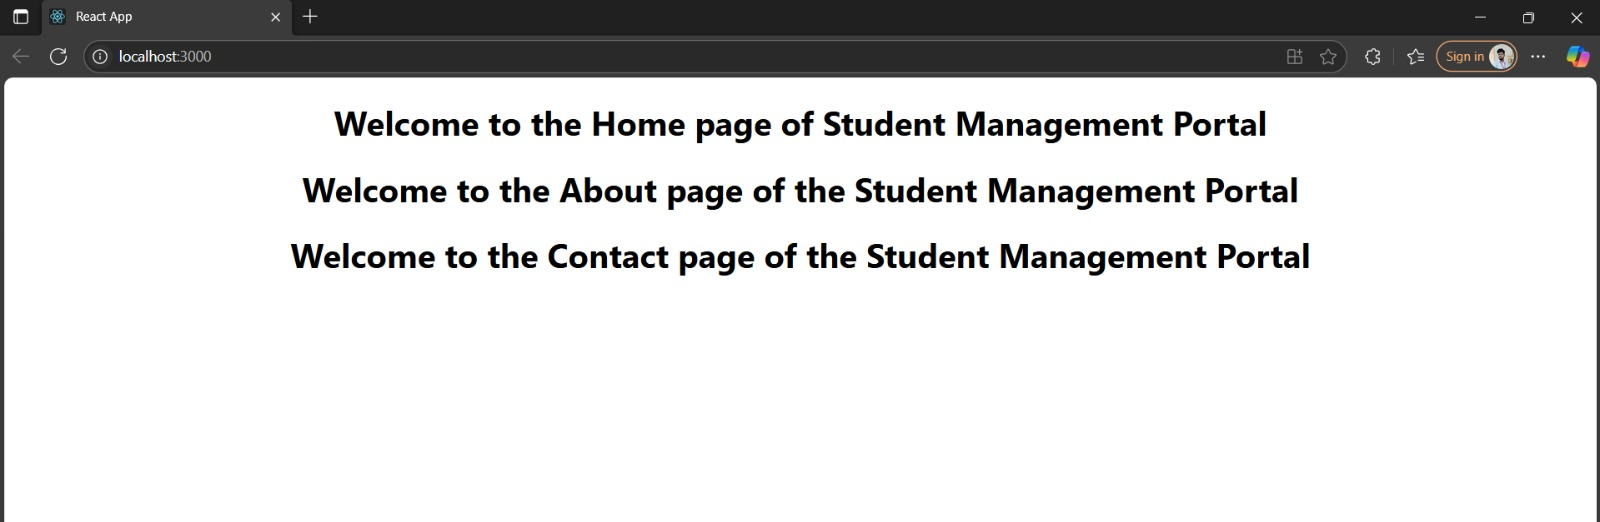 React App
localhost:3000
Sign in
Welcome to the Home page of Student Management Portal
Welcome to the About page of the Student Management Portal
Welcome to the Contact page of the Student Management Portal